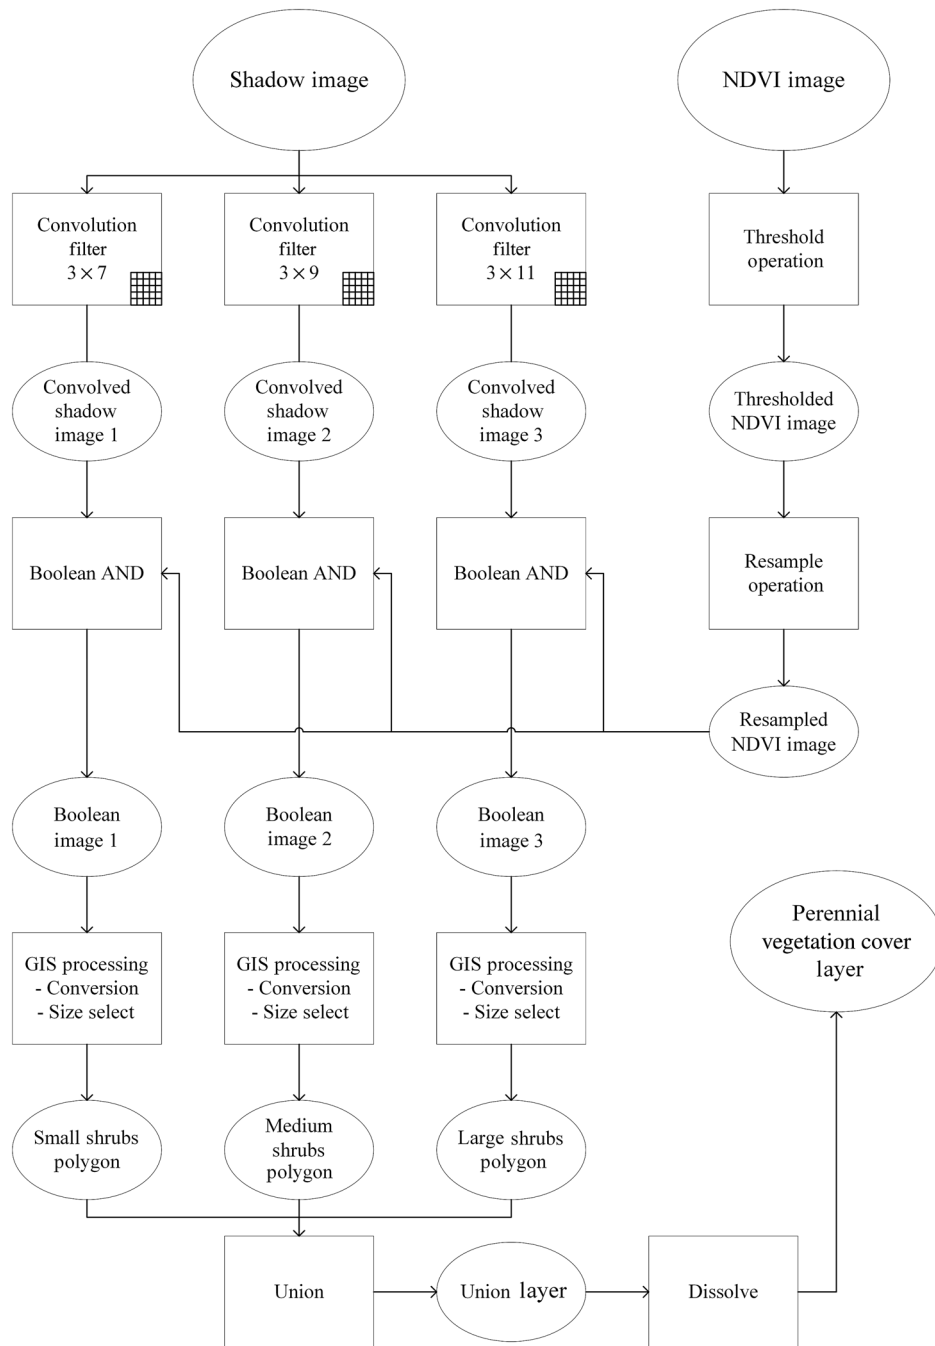 Shadow image
NDVI image
Convolution
filter
3 × 7
Convolution
filter
3 × 9
Convolution
filter
3 × 11
Threshold
operation
Convolved
shadow
image 1
Convolved
shadow
image 2
Convolved
shadow
image 3
Thresholded
NDVI image
Boolean AND
Boolean AND
Boolean AND
Resample
operation
Resampled
NDVI image
Boolean
image 1
Boolean
image 2
Boolean
image 3
Perennial
vegetation cover
layer
GIS processing
- Conversion
- Size select
GIS processing
- Conversion
- Size select
GIS processing
- Conversion
- Size select
Small shrubs
polygon
Medium
shrubs
polygon
Large shrubs
polygon
Union
Union layer
Dissolve